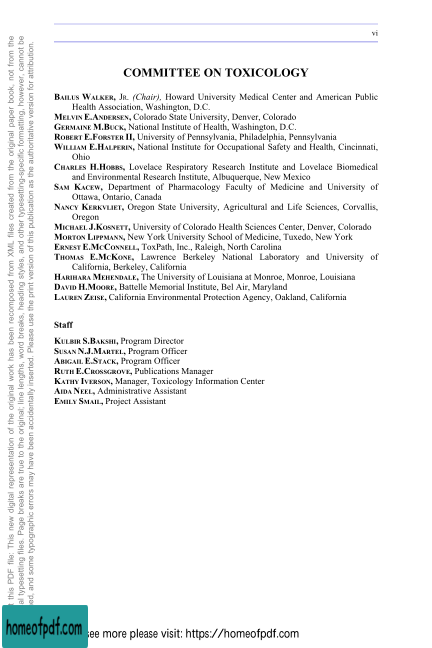 vi
COMMITTEE ON TOXICOLOGY
BAILUS WALKER, JR. (Chair), Howard University Medical Center and American Public
Health Association, Washington, D.C.
MELVIN E.ANDERSEN, Colorado State University, Denver, Colorado
GERMAINE M.BUCK, National Institute of Health, Washington, D.C.
ROBERT E.FORSTER II, University of Pennsylvania, Philadelphia, Pennsylvania
WILLIAM E.HALPERIN, National Institute for Occupational Safety and Health, Cincinnati,
Ohio
CHARLES H.HOBBS, Lovelace Respiratory Research Institute and Lovelace Biomedical
and Environmental Research Institute, Albuquerque, New Mexico
SAM KACEW, Department of Pharmacology Faculty of Medicine and University of
Ottawa, Ontario, Canada
NANCY KERKVLIET, Oregon State University, Agricultural and Life Sciences, Corvallis,
Oregon
MICHAEL J.KOSNETT, University of Colorado Health Sciences Center, Denver, Colorado
MORTON LIPPMANN, New York University School of Medicine, Tuxedo, New York
ERNEST E.MCCONNELL, ToxPath, Inc., Raleigh, North Carolina
THOMAS E.MCKONE, Lawrence Berkeley National Laboratory and University of
California, Berkeley, California
HARIHARA MEHENDALE, The University of Louisiana at Monroe, Monroe, Louisiana
DAVID H.MOORE, Battelle Memorial Institute, Bel Air, Maryland
LAUREN ZEISE, California Environmental Protection Agency, Oakland, California
Staff
KULBIR S.BAKSHI, Program Director
SUSAN N.J.MARTEL, Program Officer
ABIGAIL E.STACK, Program Officer
RUTH E.CROSSGROVE, Publications Manager
KATHY IVERSON, Manager, Toxicology Information Center
AIDA NEEL, Administrative Assistant
EMILY SMAIL, Project Assistant
t this PDF file: This new digital representation of the original work has been recomposed from XML files created from the original paper book, not from the
al typesetting files. Page breaks are true to the original; line lengths, word breaks, heading styles, and other typesetting-specific formatting, however, cannot be
ed, and some typographic errors may have been accidentally inserted. Please use the print version of this publication as the authoritative version for attribution.
homeofpdf.com
see more please visit: https://homeofpdf.com